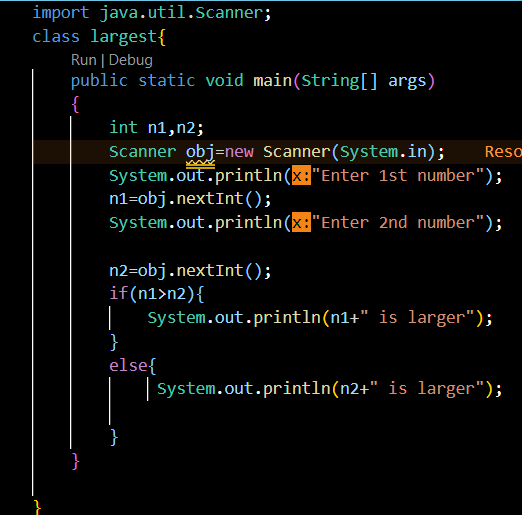 import java.util.Scanner;
class largest{
Run | Debug
public static void main(String[] args)
{
int n1,n2;
Scanner obj=new Scanner(System.in); Reso
System.out.println(x:"Enter 1st number");
n1=obj.nextInt();
System.out.println(x:"Enter 2nd number");
n2=obj.nextInt();
if(n1>n2){
System.out.println(n1+" is larger");
}
else{
System.out.println(n2+" is larger");
}
}
}